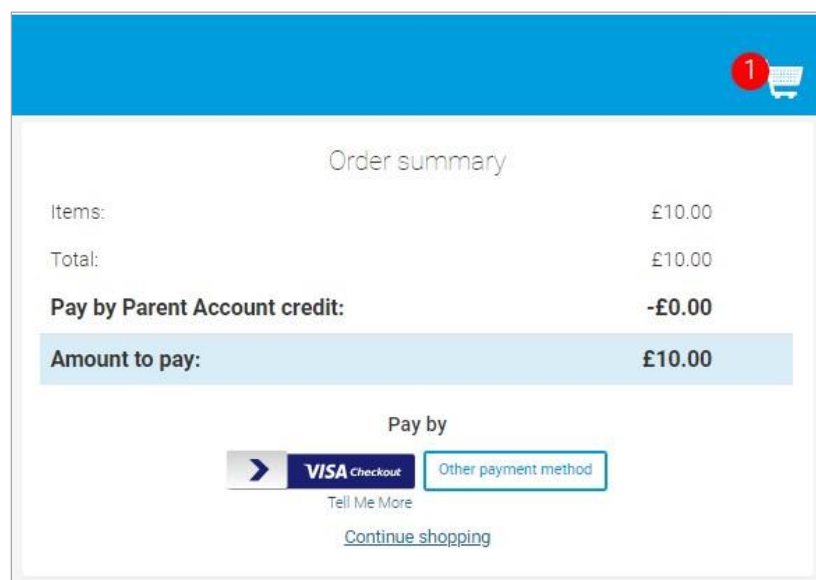 1
Order summary
Items: £10.00
Total: £10.00
Pay by Parent Account credit: -£0.00
Amount to pay: £10.00
Pay by
VISA Checkout Other payment method
Tell Me More
Continue shopping